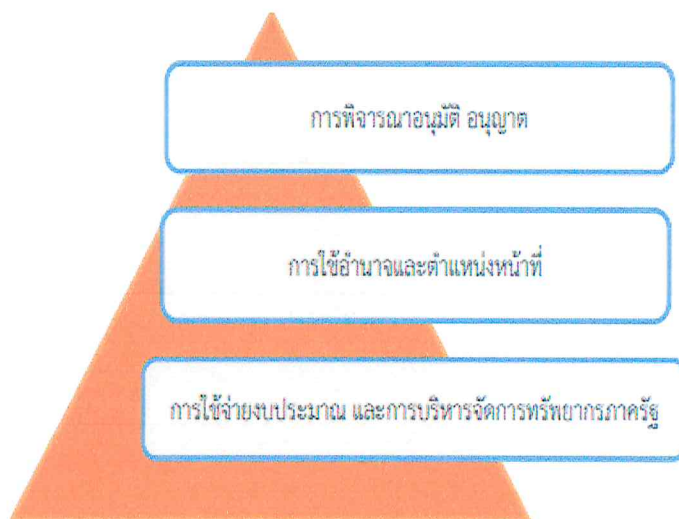 การพิจารณาอนุมัติ อนุญาต
การใช้อำนาจและตำแหน่งหน้าที่
การใช้จ่ายงบประมาณ และการบริหารจัดการทรัพยากรภาครัฐ